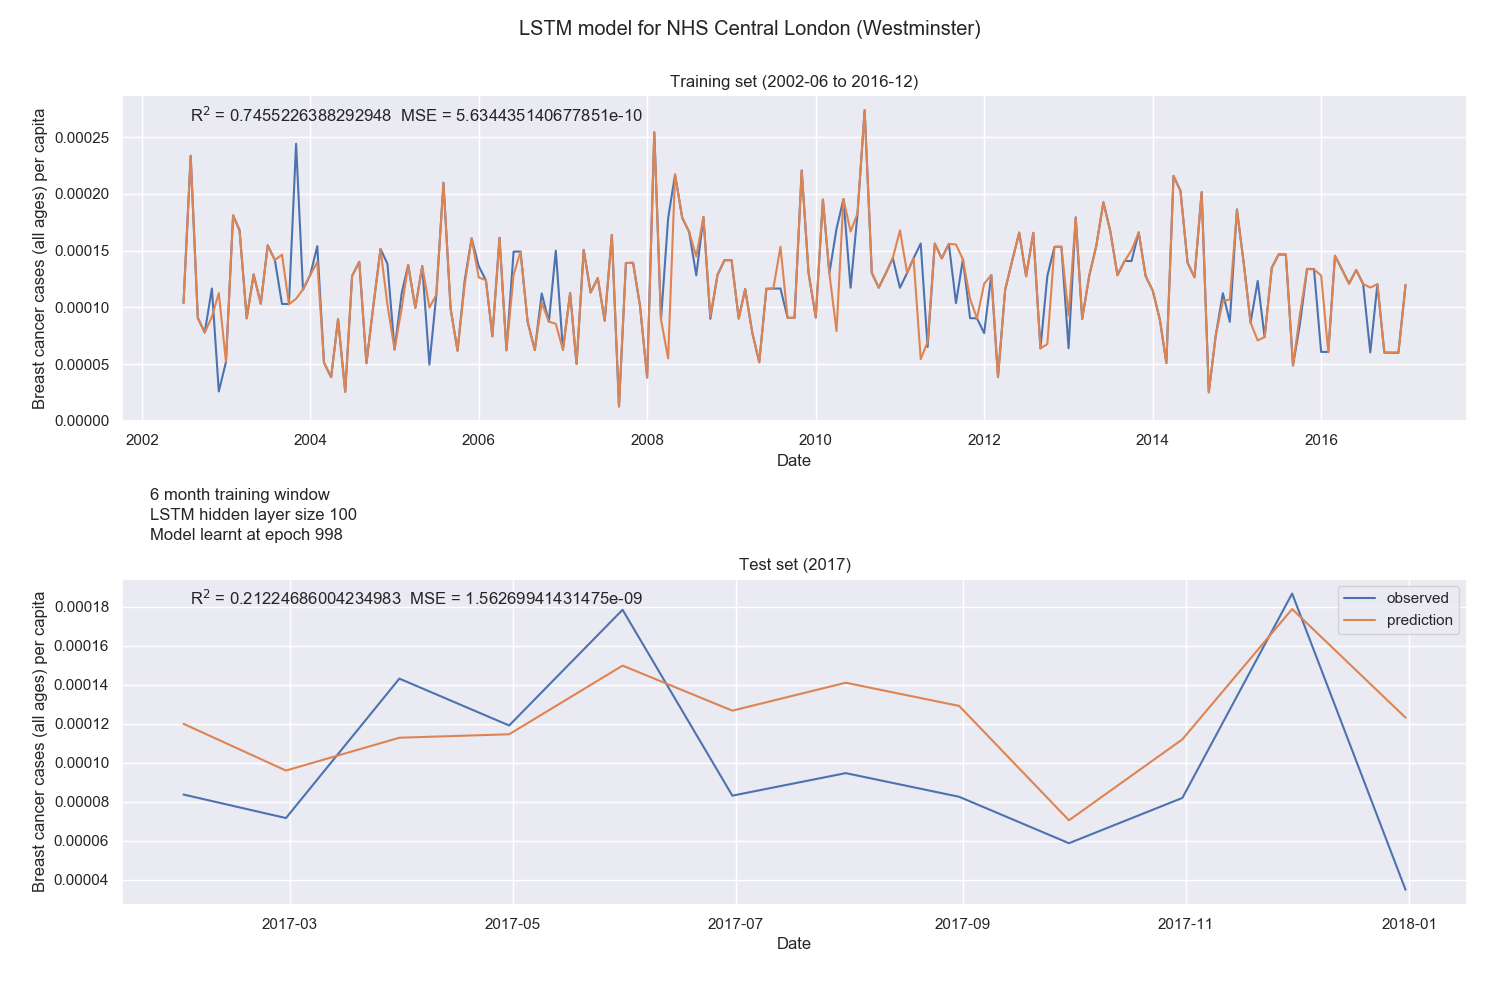 LSTM model for NHS Central London (Westminster)
Training set (2002-06 to 2016-12)
R² = 0.7455226388292948  MSE = 5.634435140677851e-10
Breast cancer cases (all ages) per capita
0.00025
0.00020
0.00015
0.00010
0.00005
0.00000
2002 2004 2006 2008 2010 2012 2014 2016
Date
6 month training window
LSTM hidden layer size 100
Model learnt at epoch 998
Test set (2017)
R² = 0.21224686004234983  MSE = 1.56269941431475e-09
observed
prediction
Breast cancer cases (all ages) per capita
0.00018
0.00016
0.00014
0.00012
0.00010
0.00008
0.00006
0.00004
2017-03 2017-05 2017-07 2017-09 2017-11 2018-01
Date